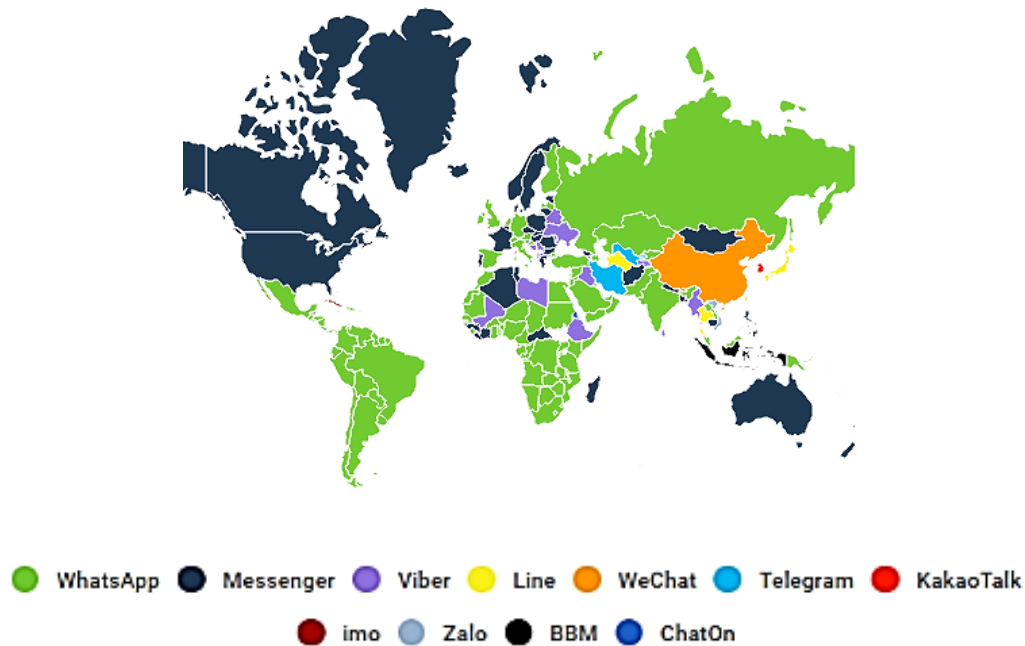 WhatsApp Messenger Viber Line WeChat Telegram KakaoTalk
imo Zalo BBM ChatOn